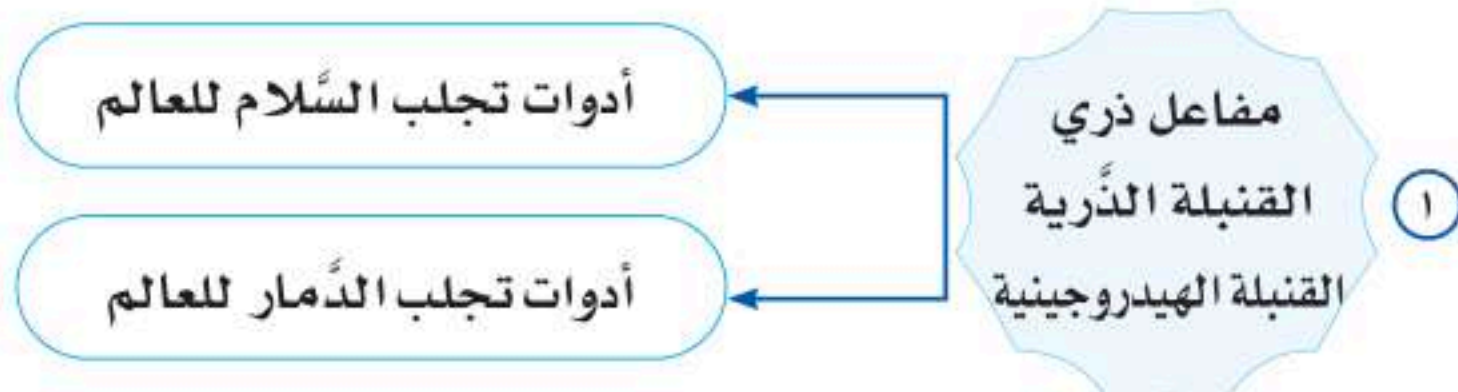 ١
مفاعل ذري
القنبلة الذَّرية
القنبلة الهيدروجينية
أدوات تجلب السَّلام للعالم
أدوات تجلب الدَّمار للعالم